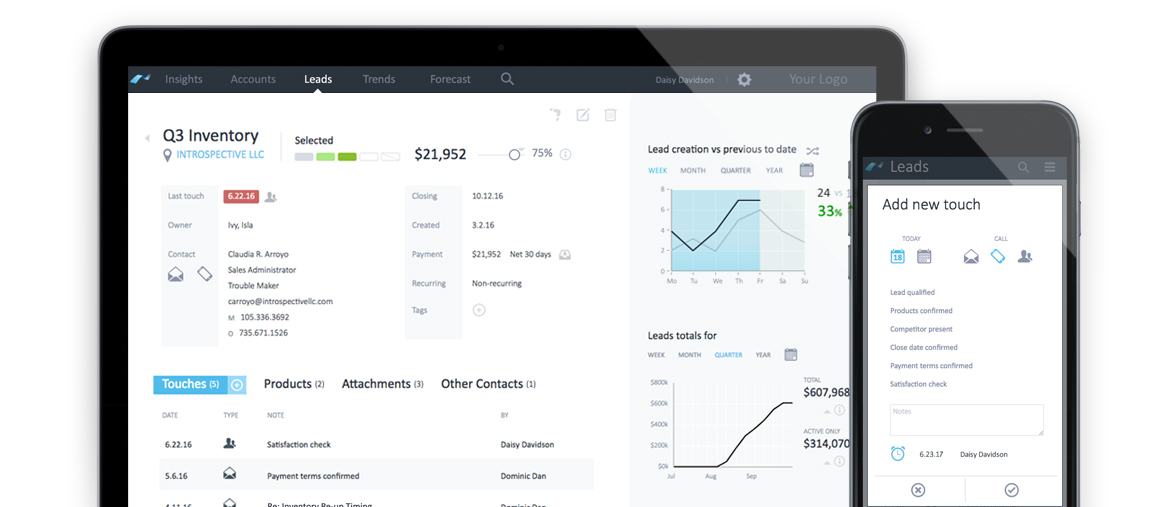 Insights Accounts Leads Trends Forecast Daisy Davidson Your Logo
Q3 Inventory
INTROSPECTIVE LLC
Selected
$21,952
75%
Last touch 6.22.16
Owner Ivy, Isla
Contact Claudia R. Arroyo
Sales Administrator
Trouble Maker
carroyo@introspectivellc.com
M 105.336.3692
O 735.671.1526
Closing 10.12.16
Created 3.2.16
Payment $21,952 Net 30 days
Recurring Non-recurring
Tags
Touches (5) Products (2) Attachments (3) Other Contacts (1)
DATE TYPE NOTE BY
6.22.16 Satisfaction check Daisy Davidson
5.6.16 Payment terms confirmed Dominic Dan
4.11.16 Re: Inventory Re-up Timing Dominic Dan
Lead creation vs previous to date
WEEK MONTH QUARTER YEAR
24 vs
33%
8
6
4
2
0
Mo Tu We Th Fr Sa Su
Leads totals for
WEEK MONTH QUARTER YEAR
$800k
$600k
$400k
$200k
$0k
Jul Aug Sep
TOTAL
$607,968
ACTIVE ONLY
$314,070
Leads
Add new touch
TODAY CALL
18
Lead qualified
Products confirmed
Competitor present
Close date confirmed
Payment terms confirmed
Satisfaction check
Notes
6.23.17 Daisy Davidson